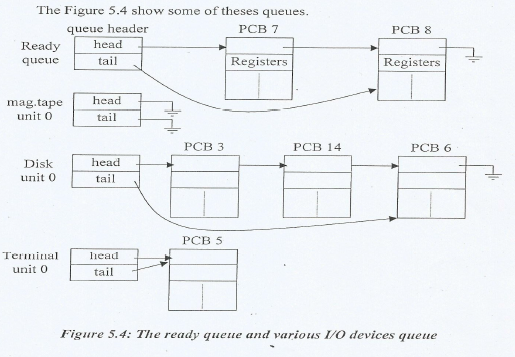 The Figure 5.4 show some of theses queues.
queue header PCB 7 PCB 8
Ready queue head tail Registers Registers
mag.tape unit 0 head tail
PCB 3 PCB 14 PCB 6
Disk unit 0 head tail
PCB 5
Terminal unit 0 head tail
Figure 5.4: The ready queue and various I/O devices queue